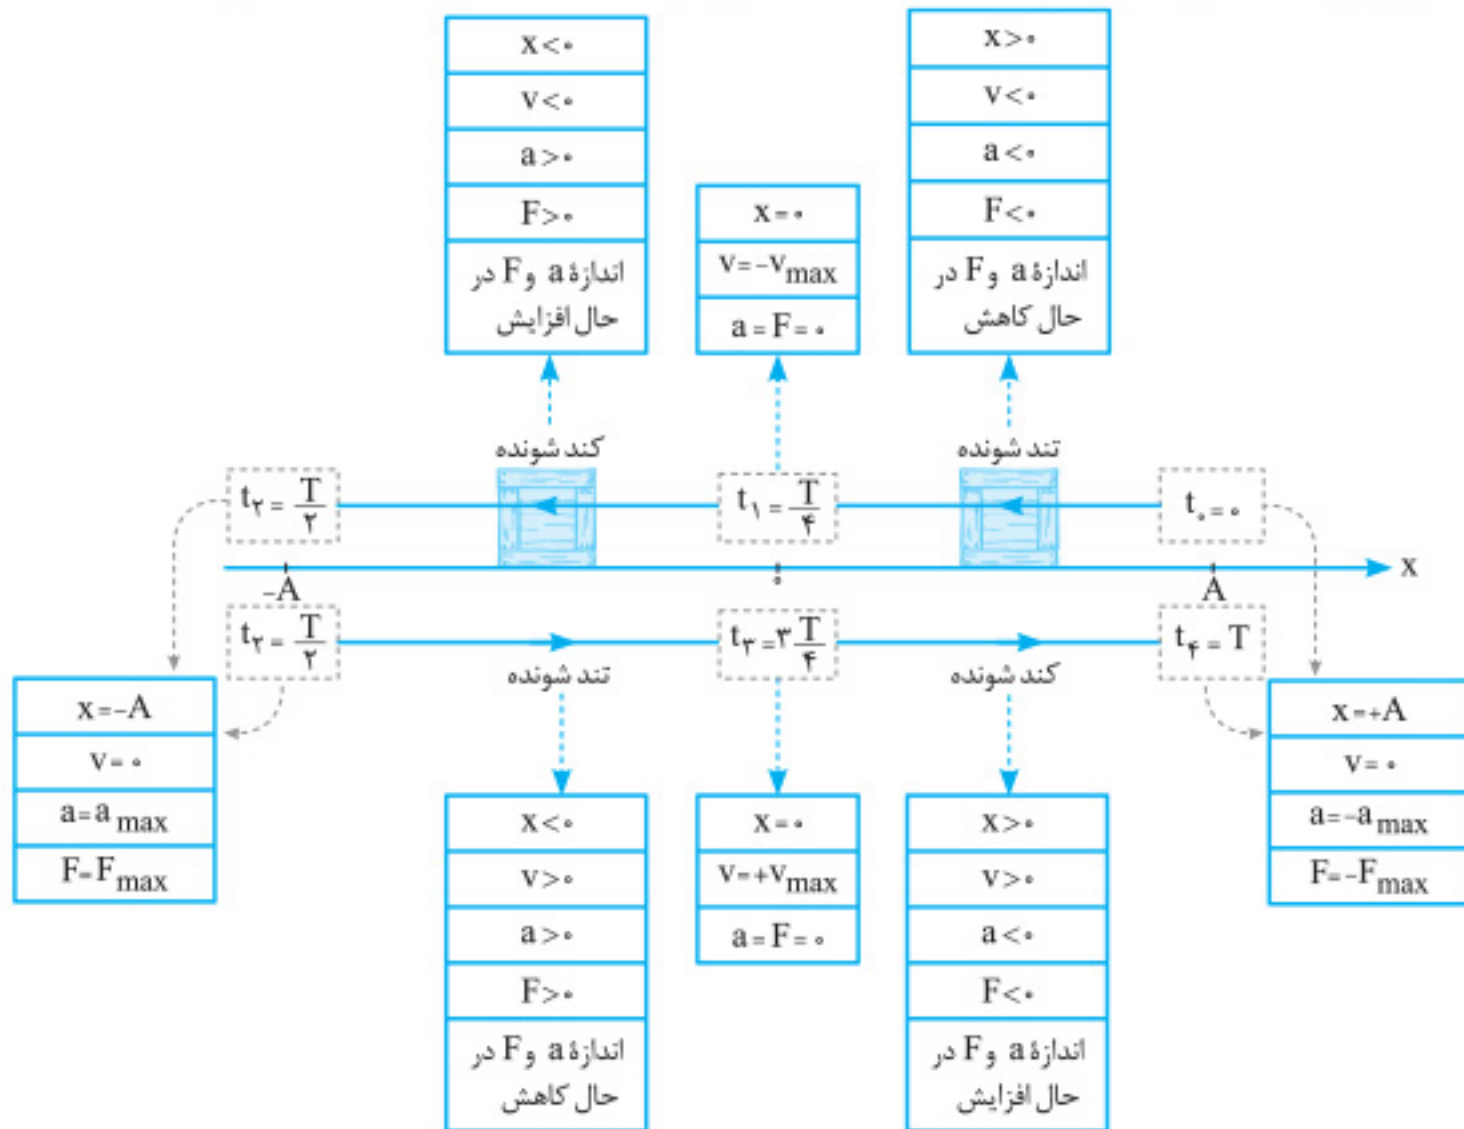 x<۰
v<۰
a>۰
F>۰
اندازهٔ a و F در
حال افزایش
x=۰
v=-vmax
a=F=۰
x>۰
v<۰
a<۰
F<۰
اندازهٔ a و F در
حال کاهش
کند شونده
تند شونده
t۲=T/۲
t۱=T/۴
t۰=۰
x
-A
۰
A
t۲=T/۲
t۳=۳T/۴
t۴=T
تند شونده
کند شونده
x=-A
v=۰
a=a max
F=Fmax
x=+A
v=۰
a=-a max
F=-Fmax
x<۰
v>۰
a>۰
F>۰
اندازهٔ a و F در
حال کاهش
x=۰
v=+vmax
a=F=۰
x>۰
v>۰
a<۰
F<۰
اندازهٔ a و F در
حال افزایش